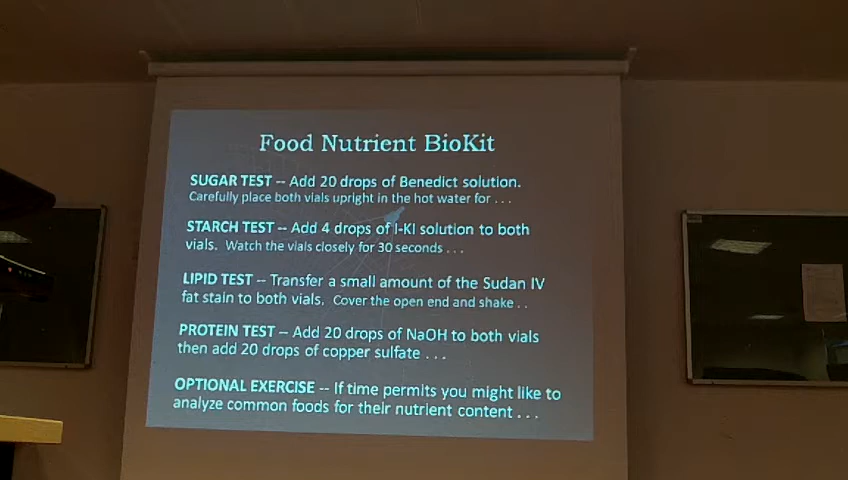 Food Nutrient BioKit
SUGAR TEST -- Add 20 drops of Benedict solution.
Carefully place both vials upright in the hot water for . . .
STARCH TEST -- Add 4 drops of I-KI solution to both
vials. Watch the vials closely for 30 seconds . . .
LIPID TEST -- Transfer a small amount of the Sudan IV
fat stain to both vials. Cover the open end and shake . .
PROTEIN TEST -- Add 20 drops of NaOH to both vials
then add 20 drops of copper sulfate . . .
OPTIONAL EXERCISE -- If time permits you might like to
analyze common foods for their nutrient content . . .